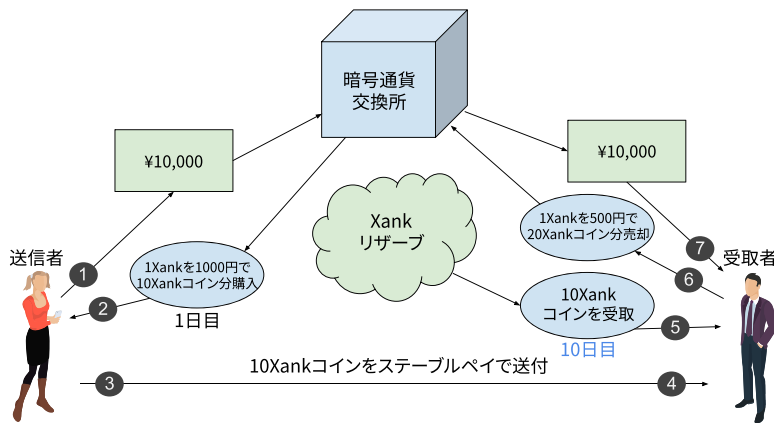 暗号通貨
交換所
¥10,000
¥10,000
Xank
リザーブ
1Xankを500円で
20Xankコイン分売却
送信者
受取者
1
7
6
1Xankを1000円で
10Xankコイン分購入
2
1日目
10Xank
コインを受取
5
10日目
10Xankコインをステーブルペイで送付
3
4